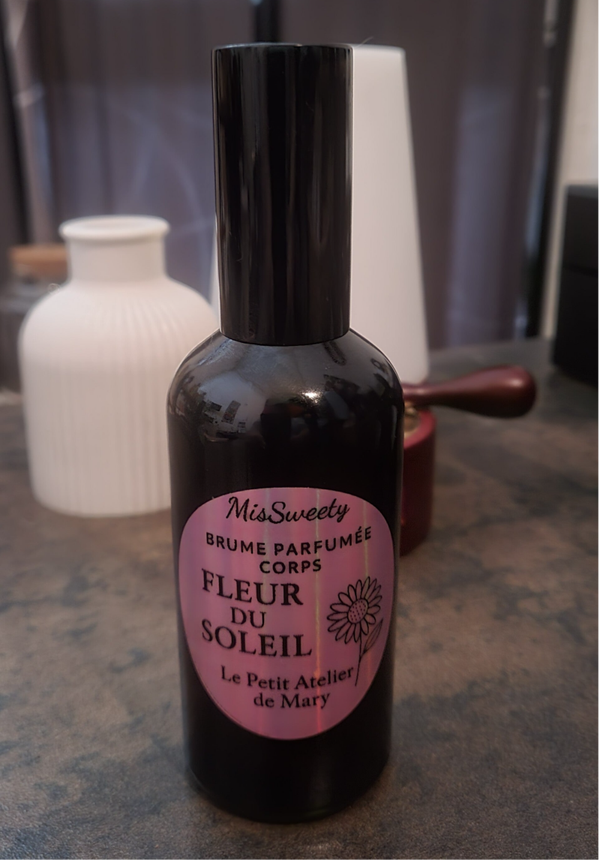 MisSweety
BRUME PARFUMÉE
CORPS
FLEUR
DU
SOLEIL
Le Petit Atelier
de Mary